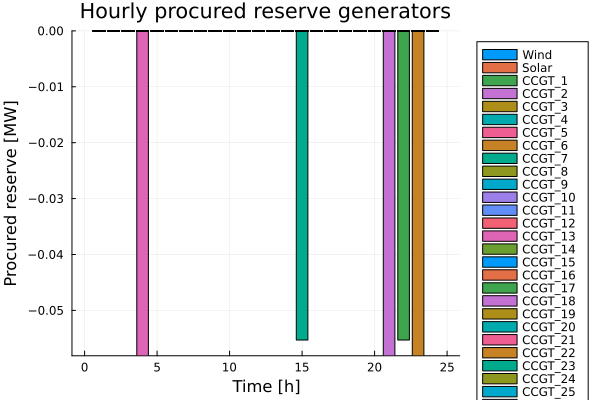 Hourly procured reserve generators
Procured reserve [MW]
0.00
−0.01
−0.02
−0.03
−0.04
−0.05
0 5 10 15 20 25
Time [h]
Wind
Solar
CCGT_1
CCGT_2
CCGT_3
CCGT_4
CCGT_5
CCGT_6
CCGT_7
CCGT_8
CCGT_9
CCGT_10
CCGT_11
CCGT_12
CCGT_13
CCGT_14
CCGT_15
CCGT_16
CCGT_17
CCGT_18
CCGT_19
CCGT_20
CCGT_21
CCGT_22
CCGT_23
CCGT_24
CCGT_25